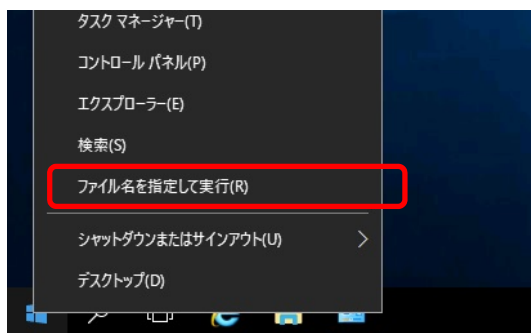 タスク マネージャー(T)
コントロール パネル(P)
エクスプローラー(E)
検索(S)
ファイル名を指定して実行(R)
シャットダウンまたはサインアウト(U)
デスクトップ(D)